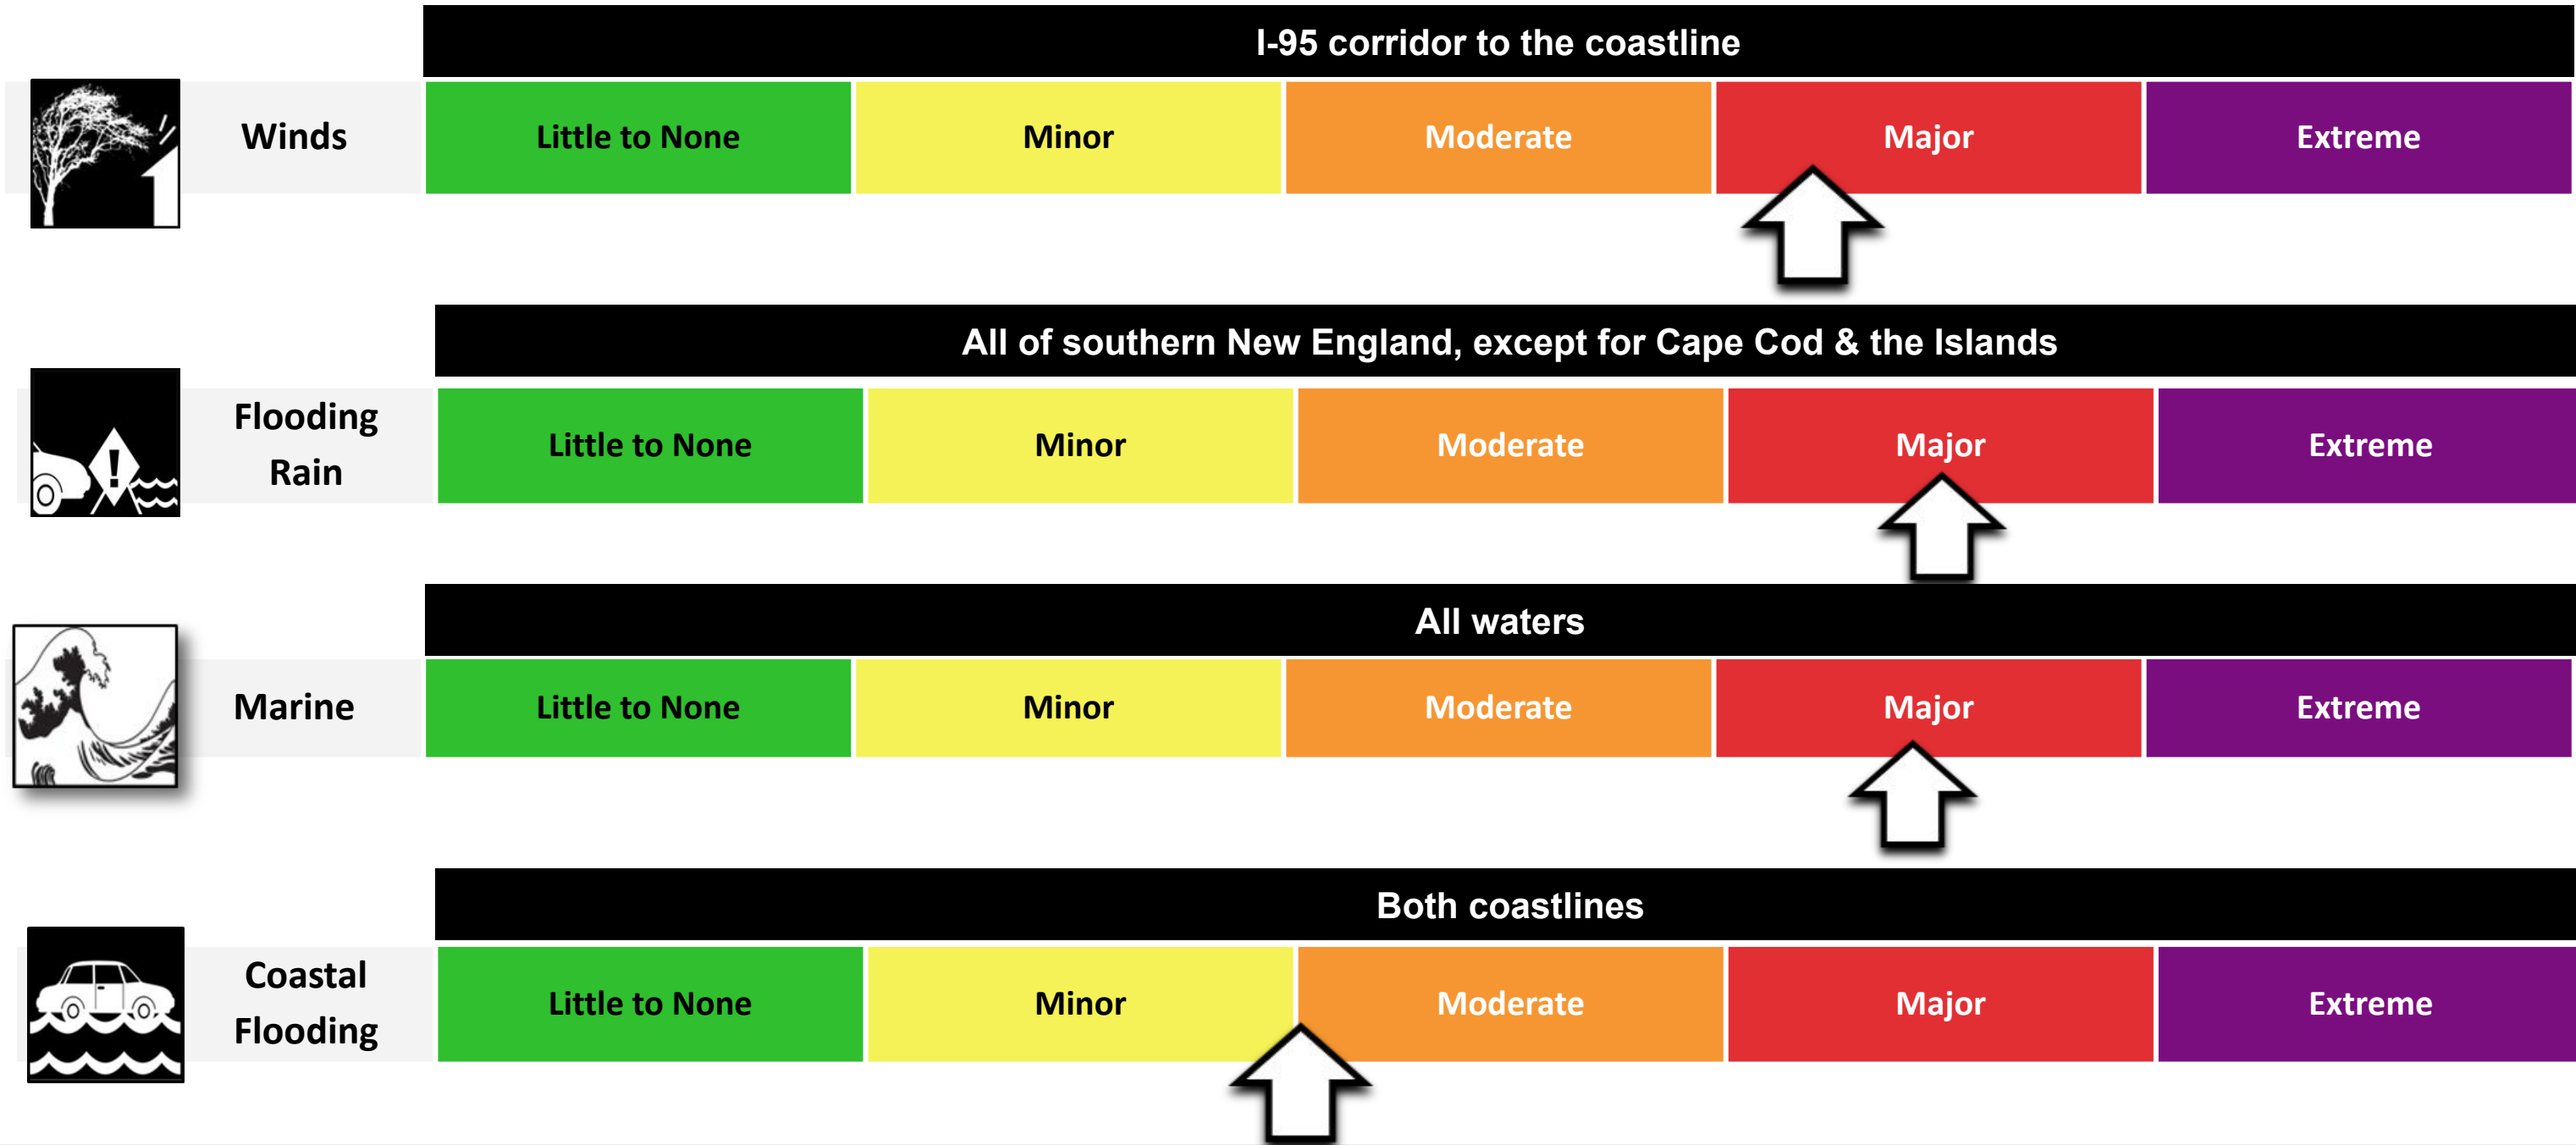 I-95 corridor to the coastline
Winds
Little to None
Minor
Moderate
Major
Extreme
All of southern New England, except for Cape Cod & the Islands
Flooding
Rain
Little to None
Minor
Moderate
Major
Extreme
All waters
Marine
Little to None
Minor
Moderate
Major
Extreme
Both coastlines
Coastal
Flooding
Little to None
Minor
Moderate
Major
Extreme